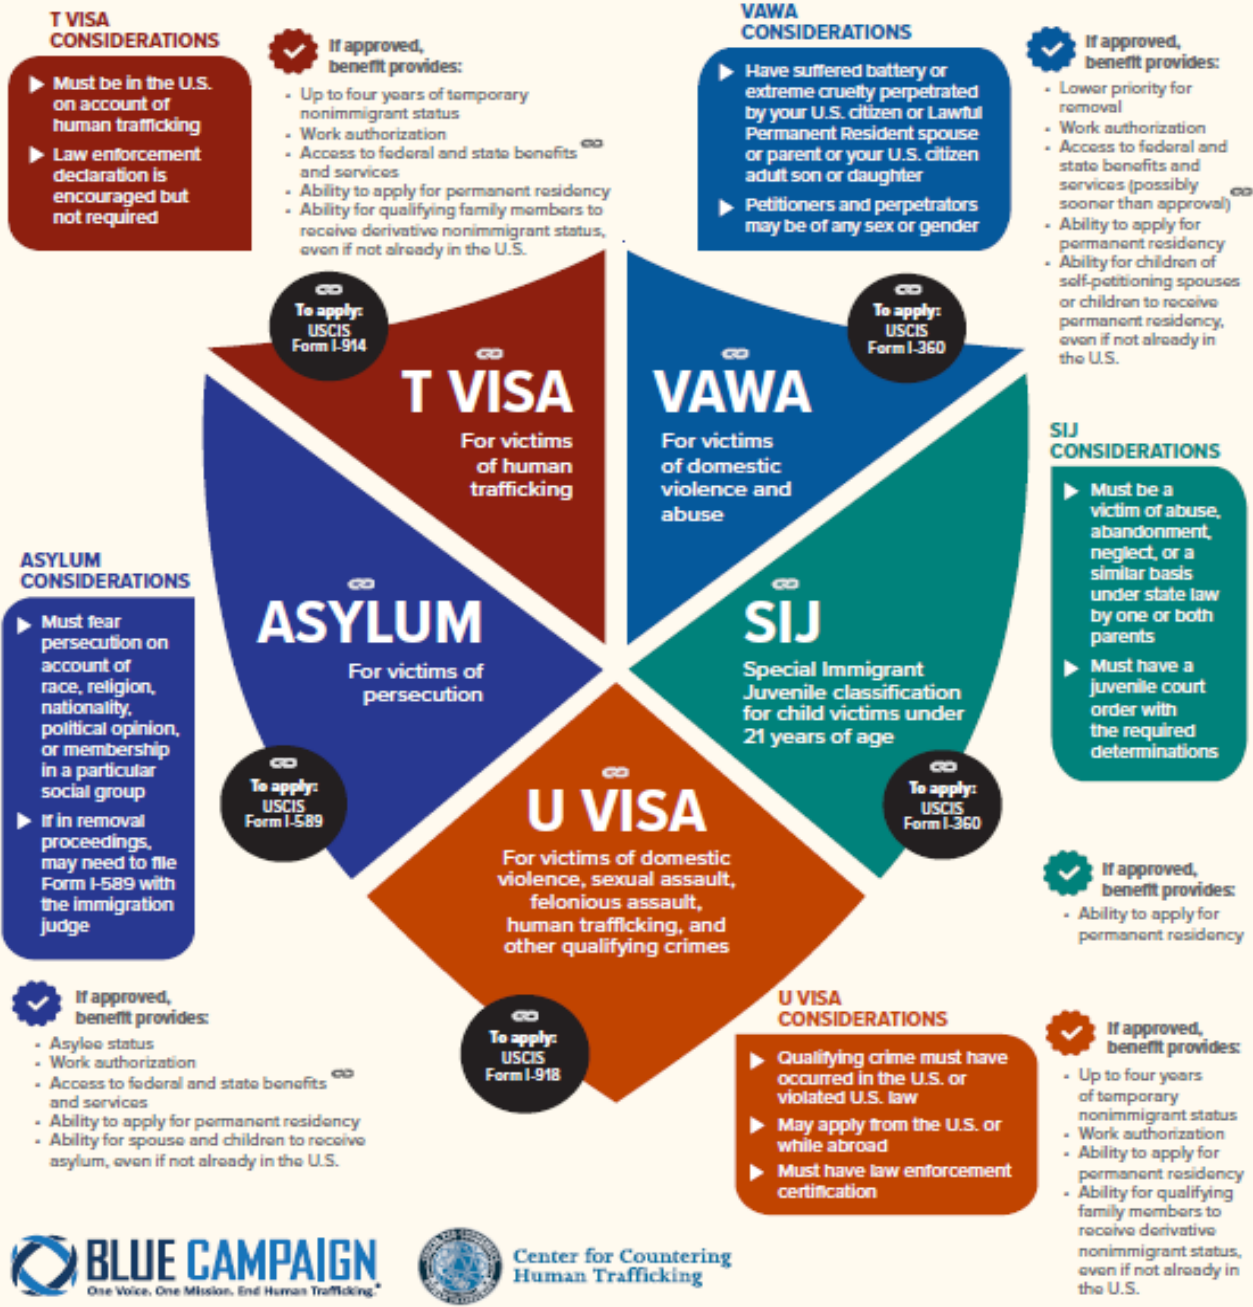 T VISA
CONSIDERATIONS
Must be in the U.S.
on account of
human trafficking
Law enforcement
declaration is
encouraged but
not required
If approved,
benefit provides:
• Up to four years of temporary
nonimmigrant status
• Work authorization
• Access to federal and state benefits
and services
• Ability to apply for permanent residency
• Ability for qualifying family members to
receive derivative nonimmigrant status,
even if not already in the U.S.
VAWA
CONSIDERATIONS
Have suffered battery or
extreme cruelty perpetrated
by your U.S. citizen or Lawful
Permanent Resident spouse
or parent or your U.S. citizen
adult son or daughter
Petitioners and perpetrators
may be of any sex or gender
If approved,
benefit provides:
• Lower priority for
removal
• Work authorization
• Access to federal and
state benefits and
services (possibly
sooner than approval)
• Ability to apply for
permanent residency
• Ability for children of
self-petitioning spouses
or children to receive
permanent residency,
even if not already in
the U.S.
To apply:
USCIS
Form I-914
T VISA
For victims
of human
trafficking
To apply:
USCIS
Form I-360
VAWA
For victims
of domestic
violence and
abuse
SIJ
CONSIDERATIONS
Must be a
victim of abuse,
abandonment,
neglect, or a
similar basis
under state law
by one or both
parents
Must have a
juvenile court
order with
the required
determinations
ASYLUM
CONSIDERATIONS
Must fear
persecution on
account of
race, religion,
nationality,
political opinion,
or membership
in a particular
social group
If in removal
proceedings,
may need to file
Form I-589 with
the immigration
judge
ASYLUM
For victims of
persecution
To apply:
USCIS
Form I-589
SIJ
Special Immigrant
Juvenile classification
for child victims under
21 years of age
To apply:
USCIS
Form I-360
U VISA
For victims of domestic
violence, sexual assault,
felonious assault,
human trafficking, and
other qualifying crimes
To apply:
USCIS
Form I-918
If approved,
benefit provides:
• Ability to apply for
permanent residency
If approved,
benefit provides:
• Asylee status
• Work authorization
• Access to federal and state benefits
and services
• Ability to apply for permanent residency
• Ability for spouse and children to receive
asylum, even if not already in the U.S.
U VISA
CONSIDERATIONS
Qualifying crime must have
occurred in the U.S. or
violated U.S. law
May apply from the U.S. or
while abroad
Must have law enforcement
certification
If approved,
benefit provides:
• Up to four years
of temporary
nonimmigrant status
• Work authorization
• Ability to apply for
permanent residency
• Ability for qualifying
family members to
receive derivative
nonimmigrant status,
even if not already in
the U.S.
BLUE CAMPAIGN
One Voice. One Mission. End Human Trafficking.
Center for Countering
Human Trafficking